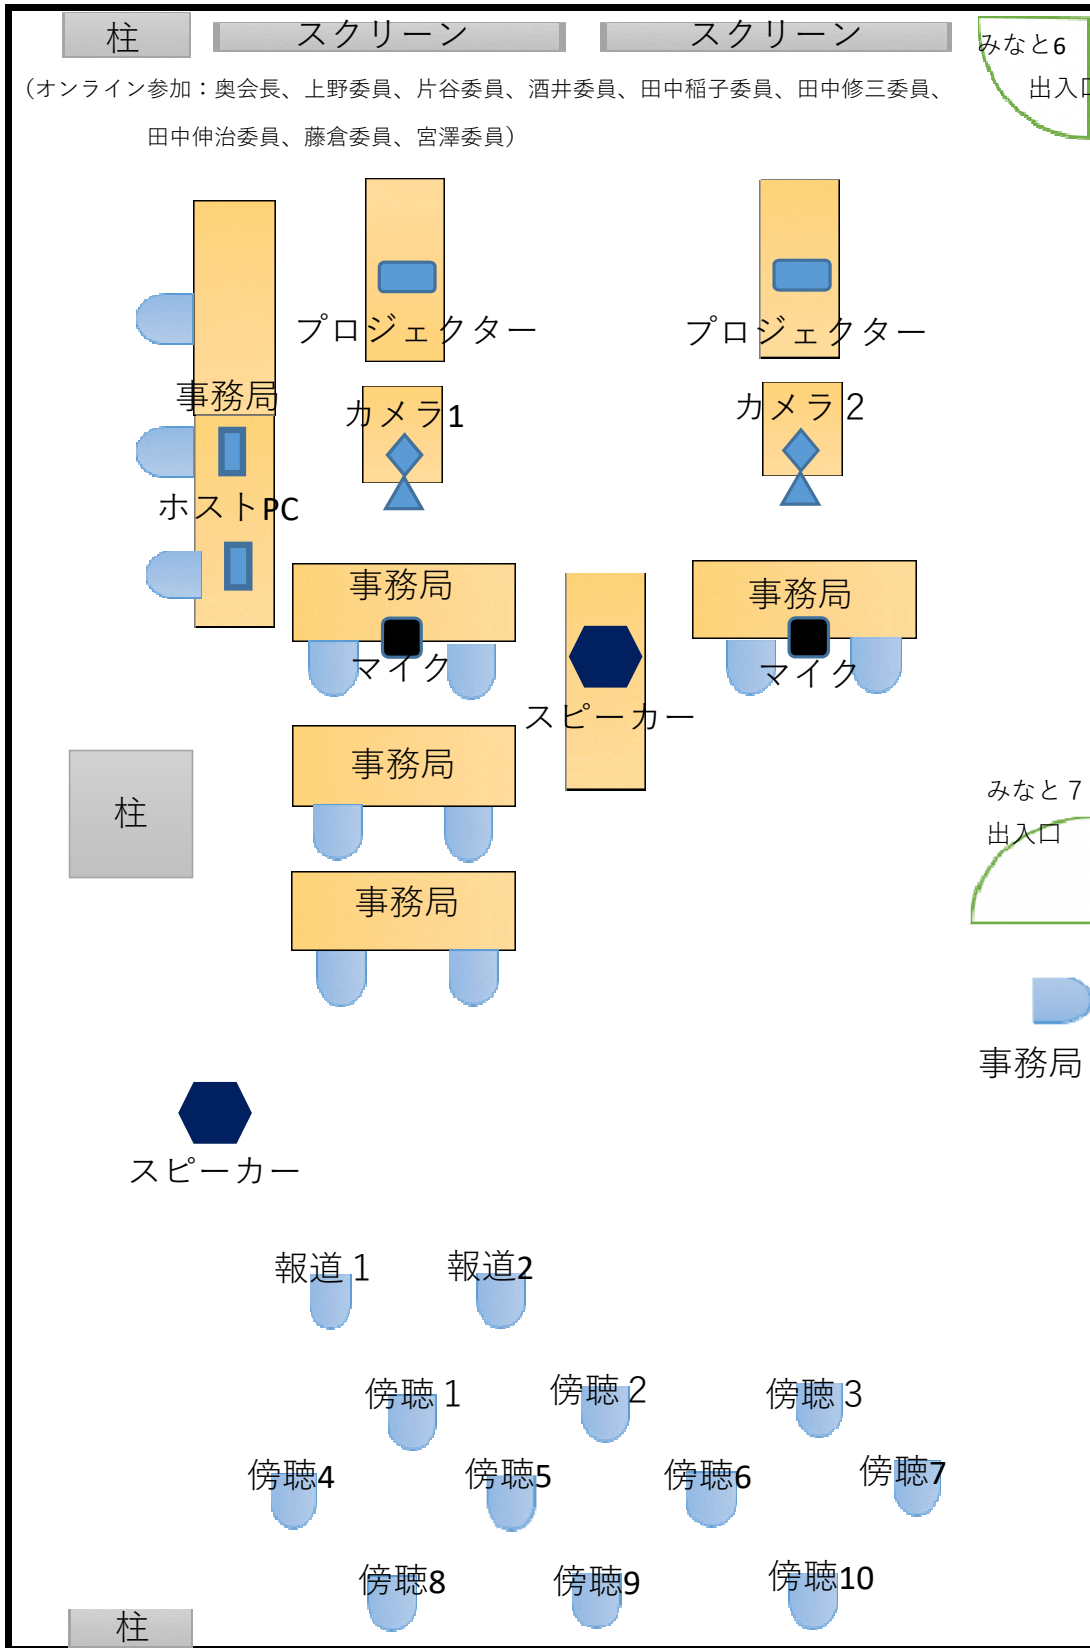 柱
スクリーン
スクリーン
みなと6
出入口
（オンライン参加：奥会長、上野委員、片谷委員、酒井委員、田中稲子委員、田中修三委員、
田中伸治委員、藤倉委員、宮澤委員）
プロジェクター
プロジェクター
事務局
カメラ1
カメラ２
ホストPC
事務局
事務局
マイク
マイク
スピーカー
事務局
みなと７
出入口
柱
事務局
事務局
スピーカー
報道１
報道2
傍聴１
傍聴２
傍聴３
傍聴4
傍聴5
傍聴6
傍聴7
傍聴8
傍聴9
傍聴10
柱